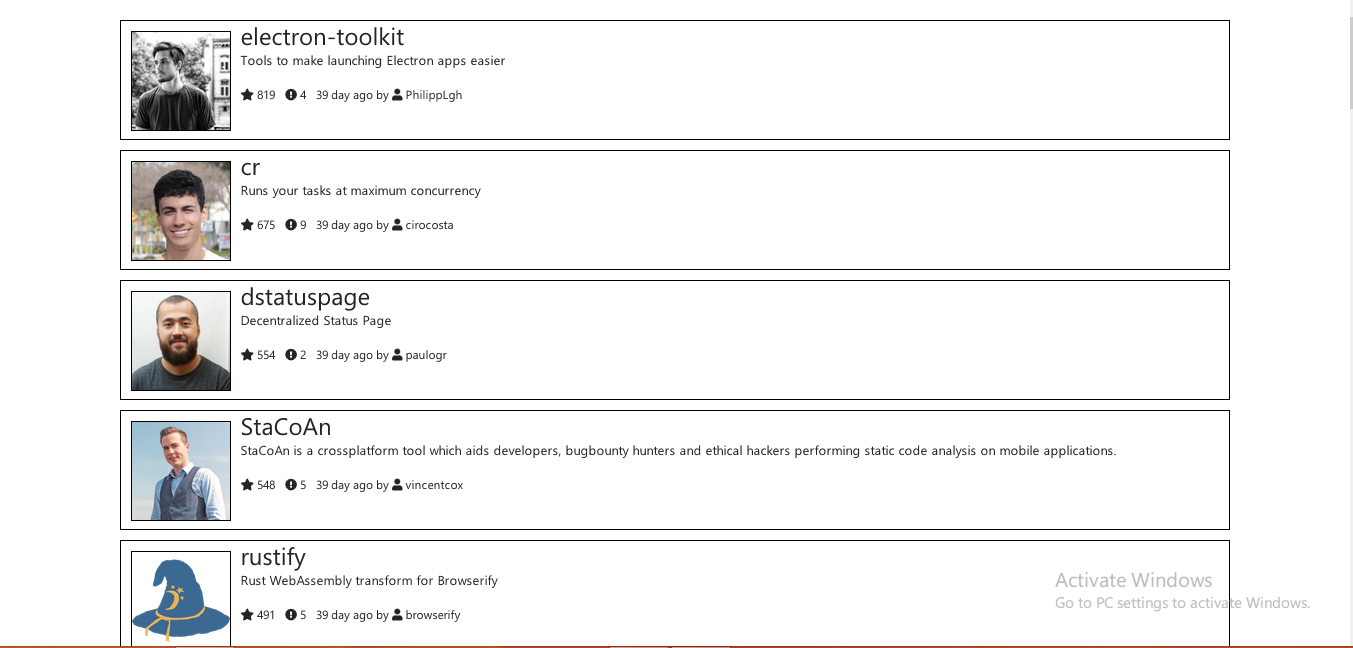 electron-toolkit
Tools to make launching Electron apps easier
819 4 39 day ago by PhilippLgh
cr
Runs your tasks at maximum concurrency
675 9 39 day ago by cirocosta
dstatuspage
Decentralized Status Page
554 2 39 day ago by paulogr
StaCoAn
StaCoAn is a crossplatform tool which aids developers, bugbounty hunters and ethical hackers performing static code analysis on mobile applications.
548 5 39 day ago by vincentcox
rustify
Rust WebAssembly transform for Browserify
491 5 39 day ago by browserify
Activate Windows
Go to PC settings to activate Windows.